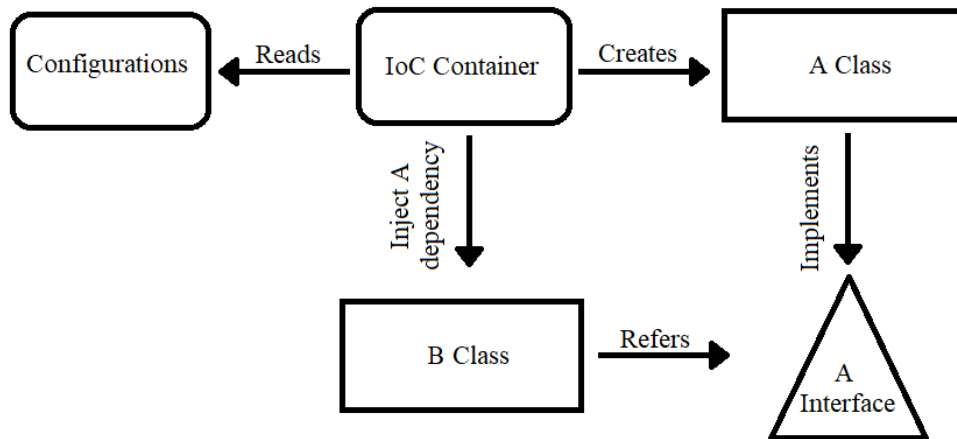 Configurations
Reads
IoC Container
Creates
A Class
Inject A
dependency
Implements
B Class
Refers
A
Interface